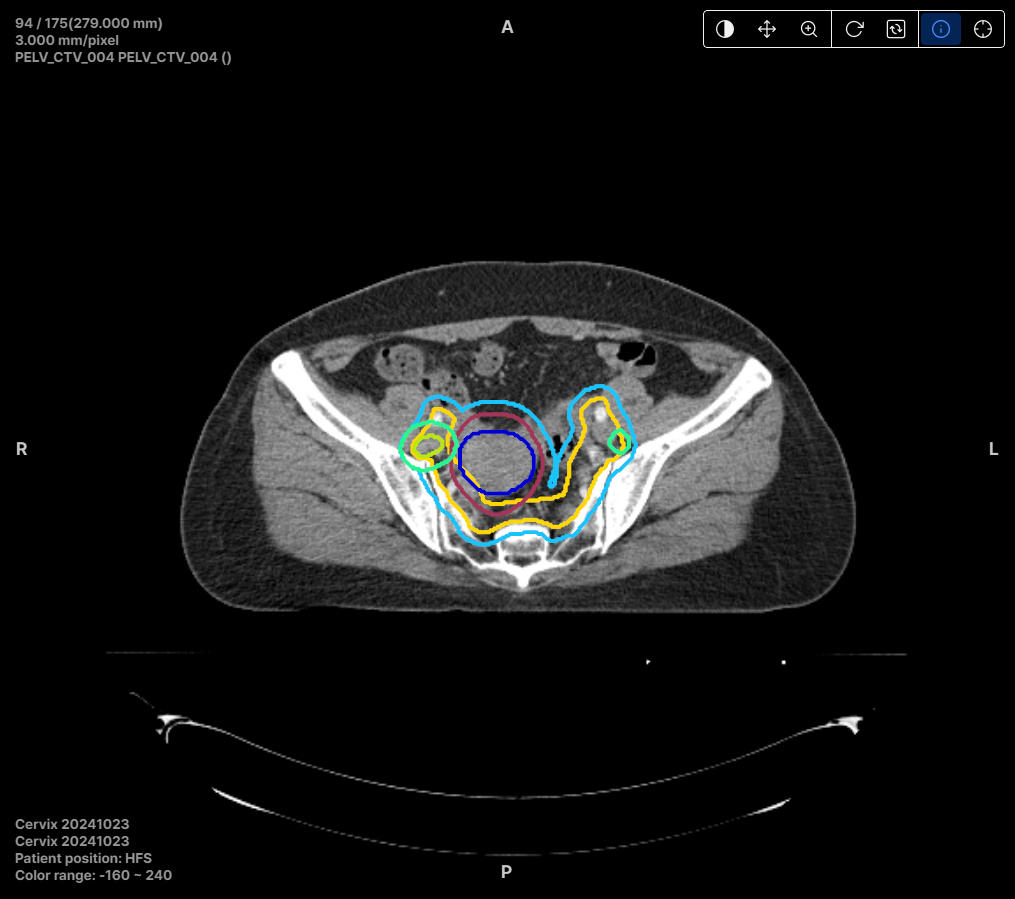 94 / 175(279.000 mm)
3.000 mm/pixel
PELV_CTV_004 PELV_CTV_004 ()
A
R
L
Cervix 20241023
Cervix 20241023
Patient position: HFS
Color range: -160 ~ 240
P